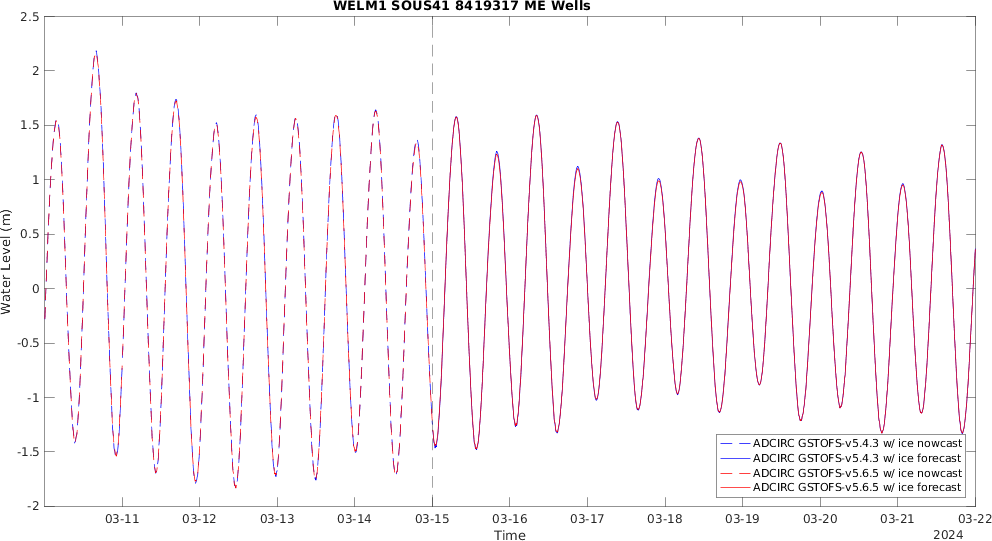 WELM1 SOUS41 8419317 ME Wells
2.5
2
1.5
1
0.5
0
-0.5
-1
-1.5
-2
Water Level (m)
03-11 03-12 03-13 03-14 03-15 03-16 03-17 03-18 03-19 03-20 03-21 03-22
Time
2024
ADCIRC GSTOFS-v5.4.3 w/ ice nowcast
ADCIRC GSTOFS-v5.4.3 w/ ice forecast
ADCIRC GSTOFS-v5.6.5 w/ ice nowcast
ADCIRC GSTOFS-v5.6.5 w/ ice forecast